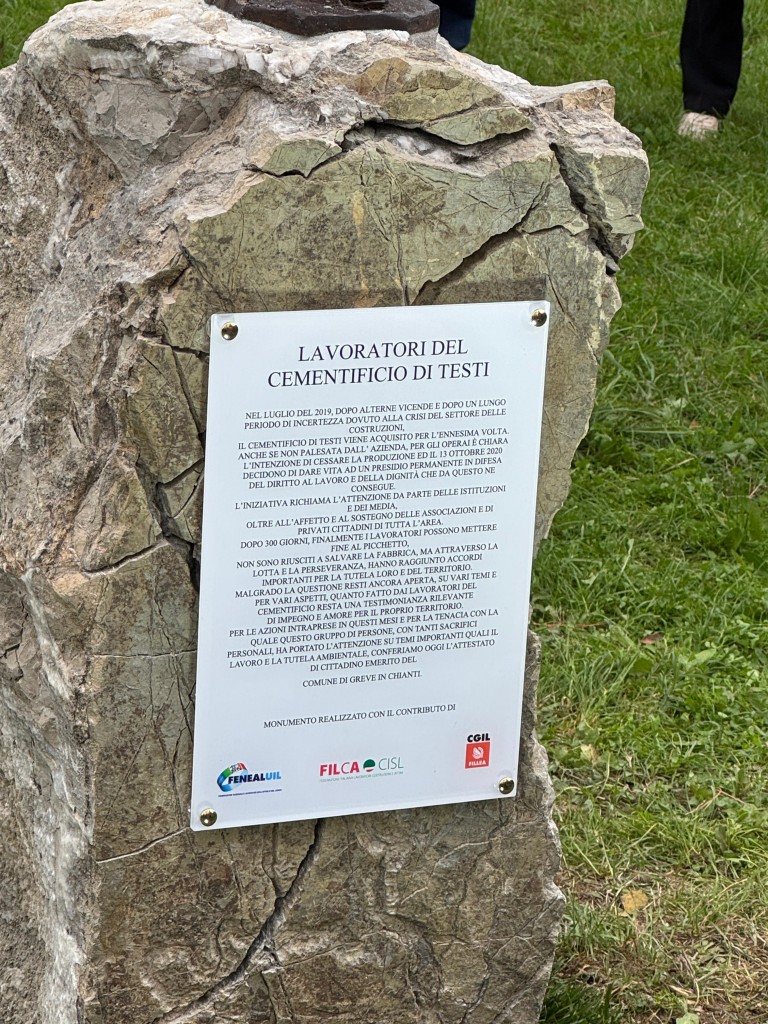 LAVORATORI DEL
CEMENTIFICIO DI TESTI
NEL LUGLIO DEL 2019, DOPO ALTERNE VICENDE E DOPO UN LUNGO
PERIODO DI INCERTEZZA DOVUTO ALLA CRISI DEL SETTORE DELLE
COSTRUZIONI,
IL CEMENTIFICIO DI TESTI VIENE ACQUISITO PER L'ENNESIMA VOLTA.
ANCHE SE NON PALESATA DALL' AZIENDA, PER GLI OPERAI È CHIARA
L'INTENZIONE DI CESSARE LA PRODUZIONE ED IL 13 OTTOBRE 2020
DECIDONO DI DARE VITA AD UN PRESIDIO PERMANENTE IN DIFESA
DEL DIRITTO AL LAVORO E DELLA DIGNITÀ CHE DA QUESTO NE
CONSEGUE.
L'INIZIATIVA RICHIAMA L'ATTENZIONE DA PARTE DELLE ISTITUZIONI
E DEI MEDIA,
OLTRE ALL'AFFETTO E AL SOSTEGNO DELLE ASSOCIAZIONI E DI
PRIVATI CITTADINI DI TUTTA L'AREA.
DOPO 300 GIORNI, FINALMENTE I LAVORATORI POSSONO METTERE
FINE AL PICCHETTO,
NON SONO RIUSCITI A SALVARE LA FABBRICA, MA ATTRAVERSO LA
LOTTA E LA PERSEVERANZA, HANNO RAGGIUNTO ACCORDI
IMPORTANTI PER LA TUTELA LORO E DEL TERRITORIO.
MALGRADO LA QUESTIONE RESTI ANCORA APERTA, SU VARI TEMI E
PER VARI ASPETTI, QUANTO FATTO DAI LAVORATORI DEL
CEMENTIFICIO RESTA UNA TESTIMONIANZA RILEVANTE
DI IMPEGNO E AMORE PER IL PROPRIO TERRITORIO.
PER LE AZIONI INTRAPRESE IN QUESTI MESI E PER LA TENACIA CON LA
QUALE QUESTO GRUPPO DI PERSONE, CON TANTI SACRIFICI
PERSONALI, HA PORTATO L'ATTENZIONE SU TEMI IMPORTANTI QUALI IL
LAVORO E LA TUTELA AMBIENTALE, CONFERIAMO OGGI L'ATTESTATO
DI CITTADINO EMERITO DEL
COMUNE DI GREVE IN CHIANTI.
MONUMENTO REALIZZATO CON IL CONTRIBUTO DI
FENEALUIL
FILCA CISL
CGIL
FILLEA